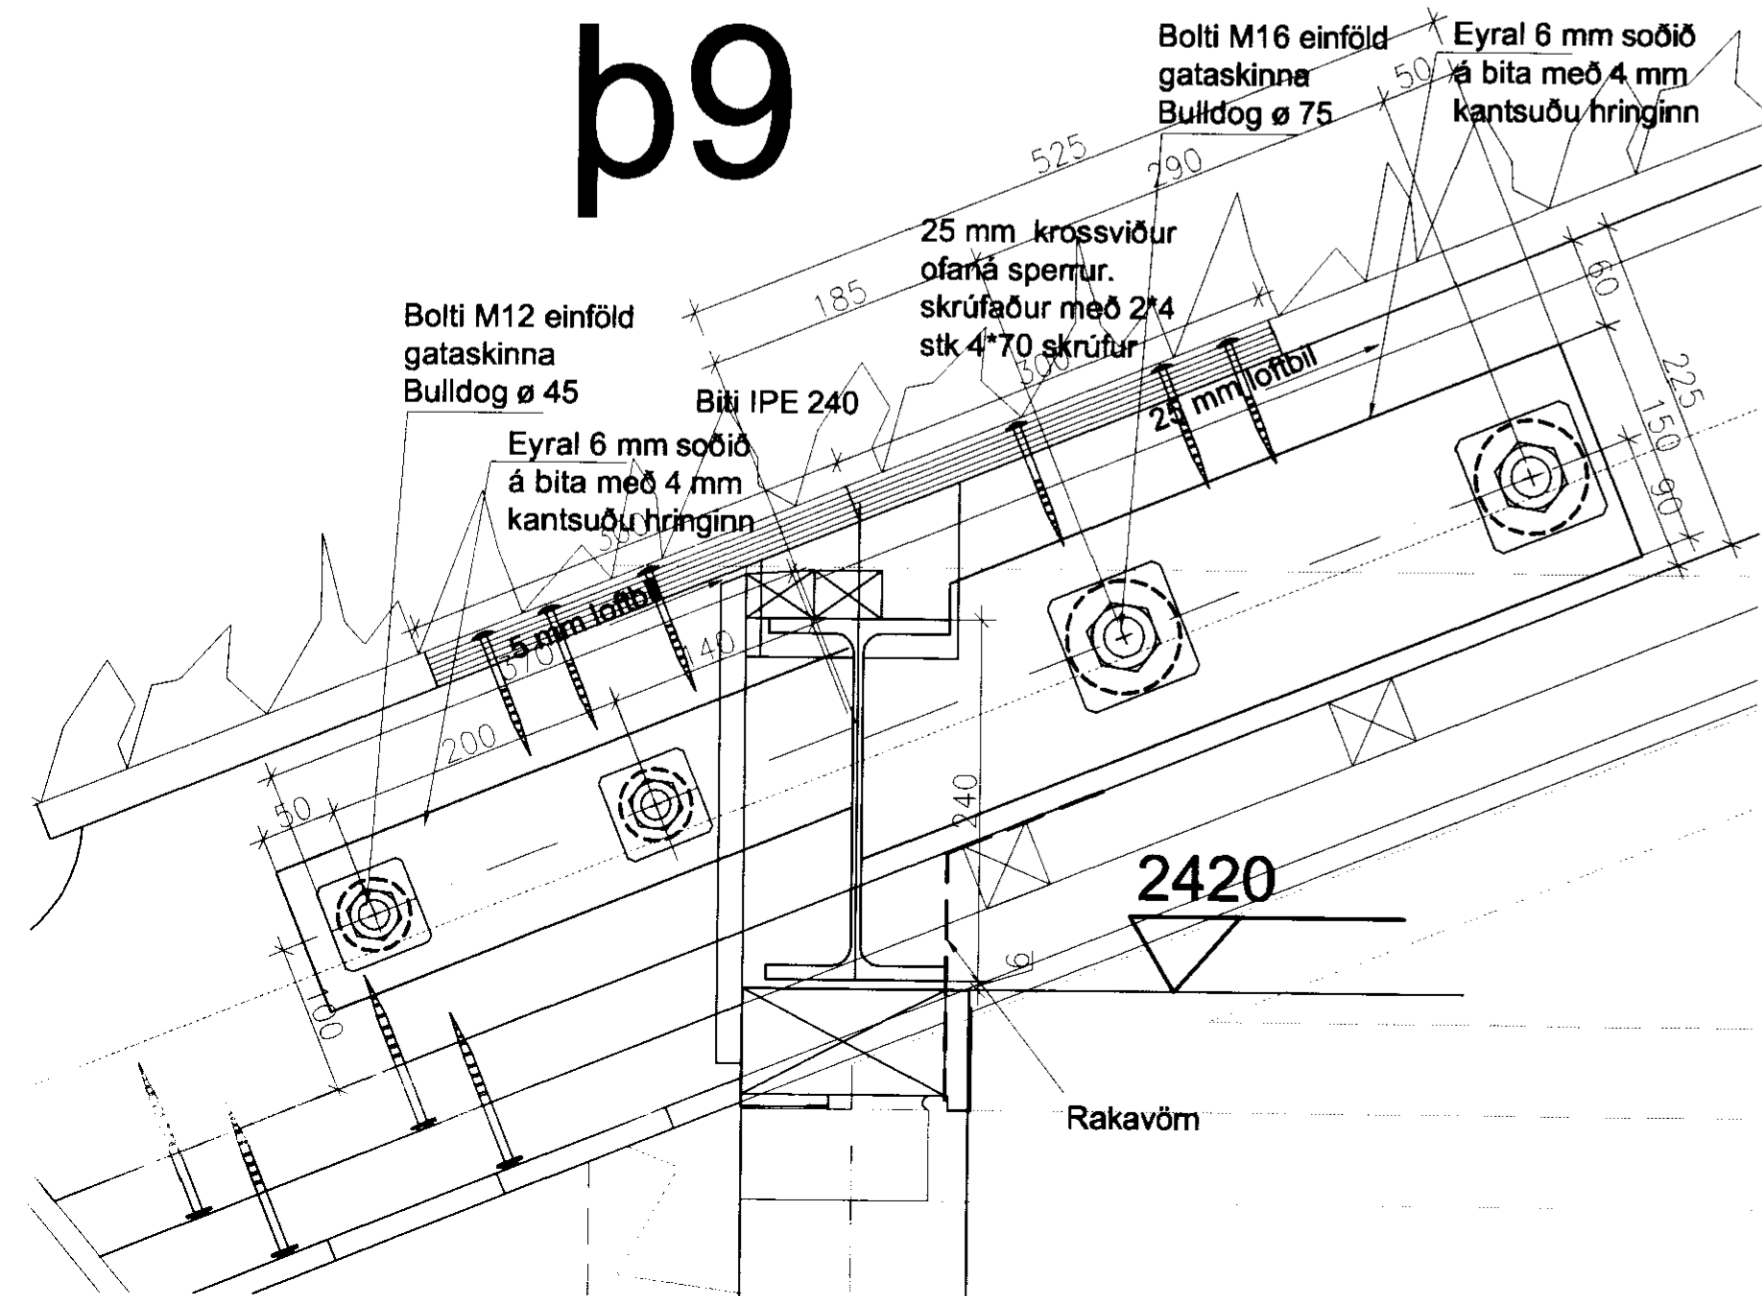 þ9
Bolti M16 einföld
gataskinna
Bulldog ø 75
Eyral 6 mm soðið
á bita með 4 mm
kantsuðu hringinn
50
525
290
185
25 mm krossviður
ofaná sperrur.
skrúfaður með 2*4
stk 4*70 skrúfur
300
25 mm loftbil
60
225
150
90
Bolti M12 einföld
gataskinna
Bulldog ø 45
Biti IPE 240
Eyral 6 mm soðið
á bita með 4 mm
kantsuðu hringinn
300
5 mm loftbil
370
140
200
50
100
240
6
2420
Rakavörn